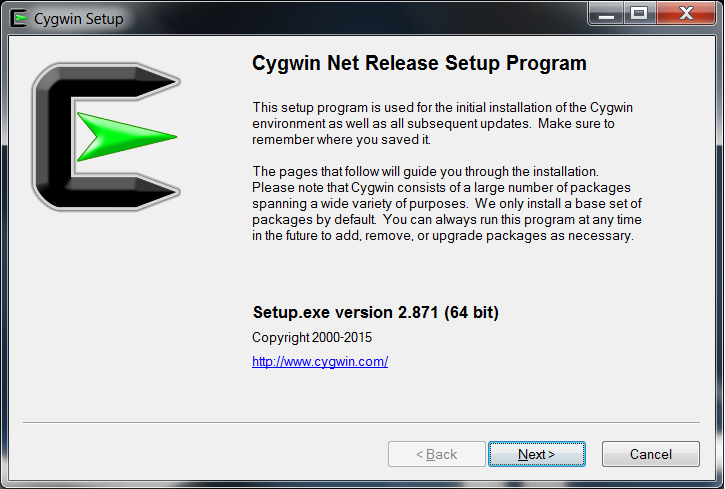 Cygwin Setup
Cygwin Net Release Setup Program
This setup program is used for the initial installation of the Cygwin
environment as well as all subsequent updates.  Make sure to
remember where you saved it.
The pages that follow will guide you through the installation.
Please note that Cygwin consists of a large number of packages
spanning a wide variety of purposes.  We only install a base set of
packages by default.  You can always run this program at any time
in the future to add, remove, or upgrade packages as necessary.
Setup.exe version 2.871 (64 bit)
Copyright 2000-2015
http://www.cygwin.com/
< Back Next > Cancel